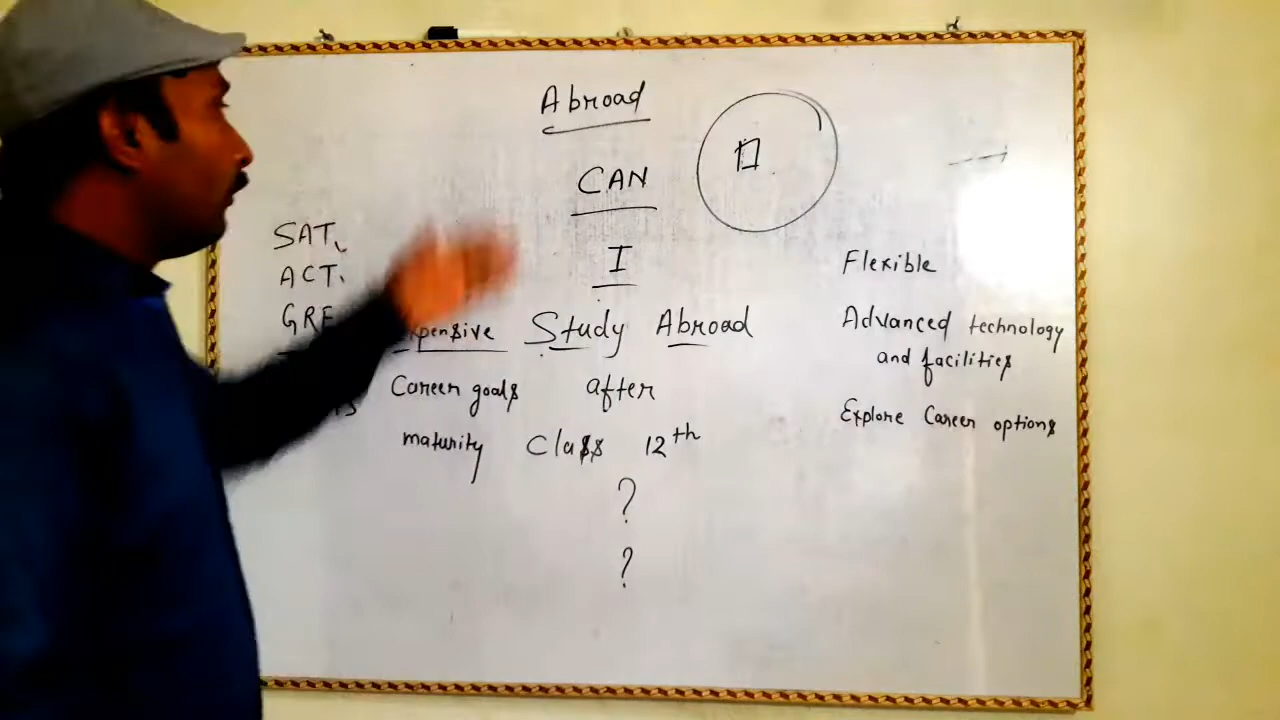 Abroad
CAN
I
Study Abroad
after
Class 12th
?
?
SAT,
ACT,
GRE
Career goals
maturity
Flexible
Advanced technology
and facilities
Explore Career options